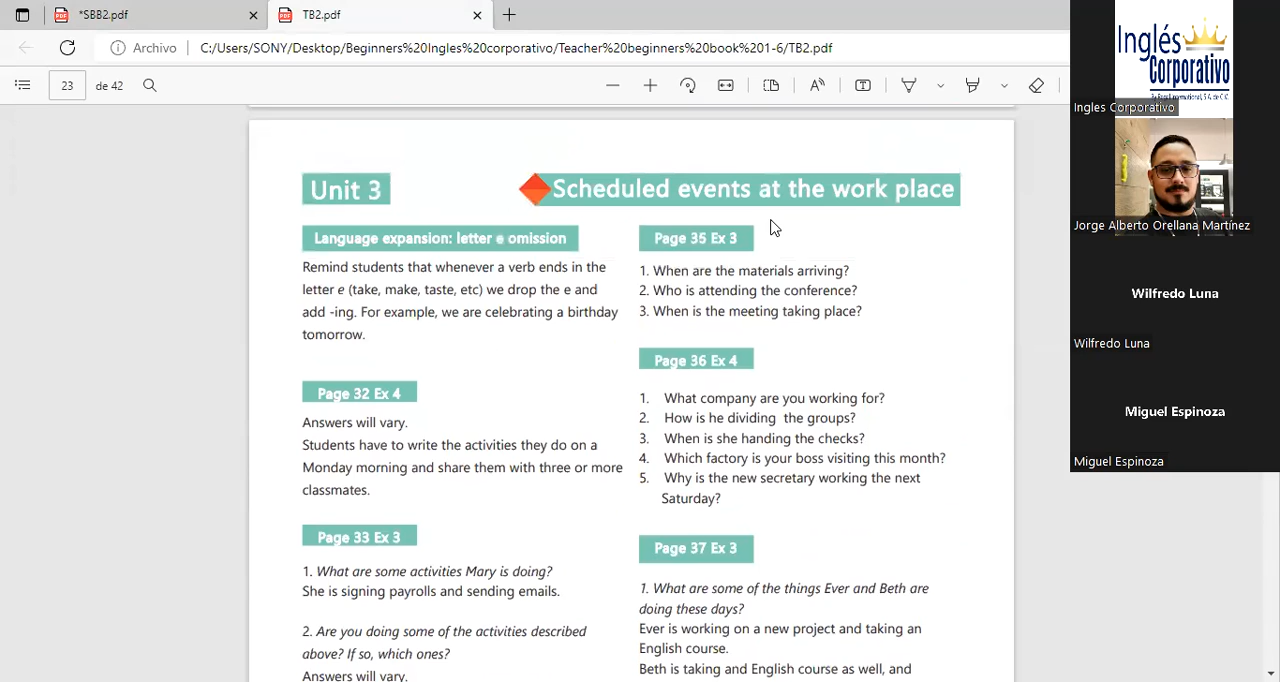 *SBB2.pdf
TB2.pdf
Archivo
C:/Users/SONY/Desktop/Beginners%20Ingles%20corporativo/Teacher%20beginners%20book%201-6/TB2.pdf
23
de 42
Unit 3
Scheduled events at the work place
Language expansion: letter e omission
Remind students that whenever a verb ends in the
letter e (take, make, taste, etc) we drop the e and
add -ing. For example, we are celebrating a birthday
tomorrow.
Page 32 Ex 4
Answers will vary.
Students have to write the activities they do on a
Monday morning and share them with three or more
classmates.
Page 33 Ex 3
1. What are some activities Mary is doing?
She is signing payrolls and sending emails.
2. Are you doing some of the activities described
above? If so, which ones?
Answers will vary.
Page 35 Ex 3
1. When are the materials arriving?
2. Who is attending the conference?
3. When is the meeting taking place?
Page 36 Ex 4
1. What company are you working for?
2. How is he dividing the groups?
3. When is she handing the checks?
4. Which factory is your boss visiting this month?
5. Why is the new secretary working the next
Saturday?
Page 37 Ex 3
1. What are some of the things Ever and Beth are
doing these days?
Ever is working on a new project and taking an
English course.
Beth is taking and English course as well, and
Inglés
Corporativo
Ingles Corporativo
Jorge Alberto Orellana Martínez
Wilfredo Luna
Wilfredo Luna
Miguel Espinoza
Miguel Espinoza